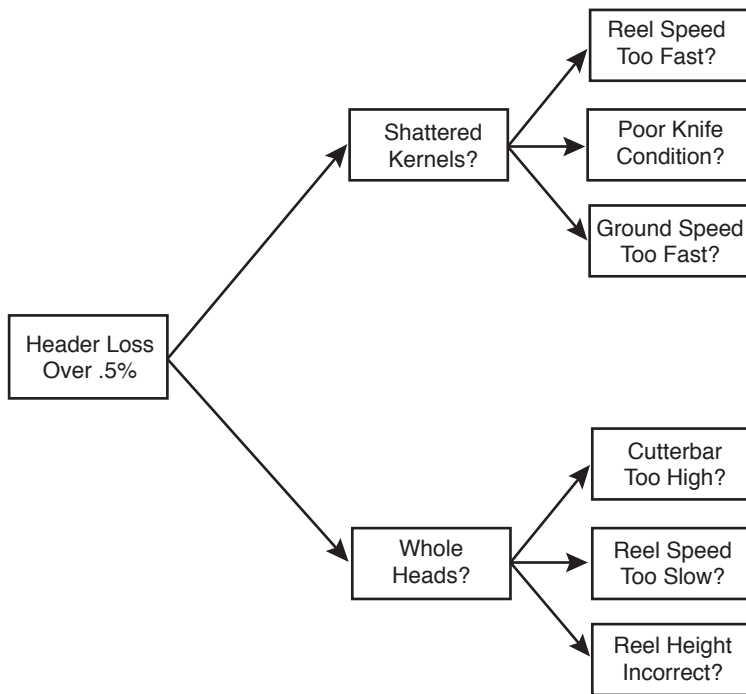 Reel Speed
Too Fast?
Shattered
Kernels?
Poor Knife
Condition?
Ground Speed
Too Fast?
Header Loss
Over .5%
Cutterbar
Too High?
Whole
Heads?
Reel Speed
Too Slow?
Reel Height
Incorrect?